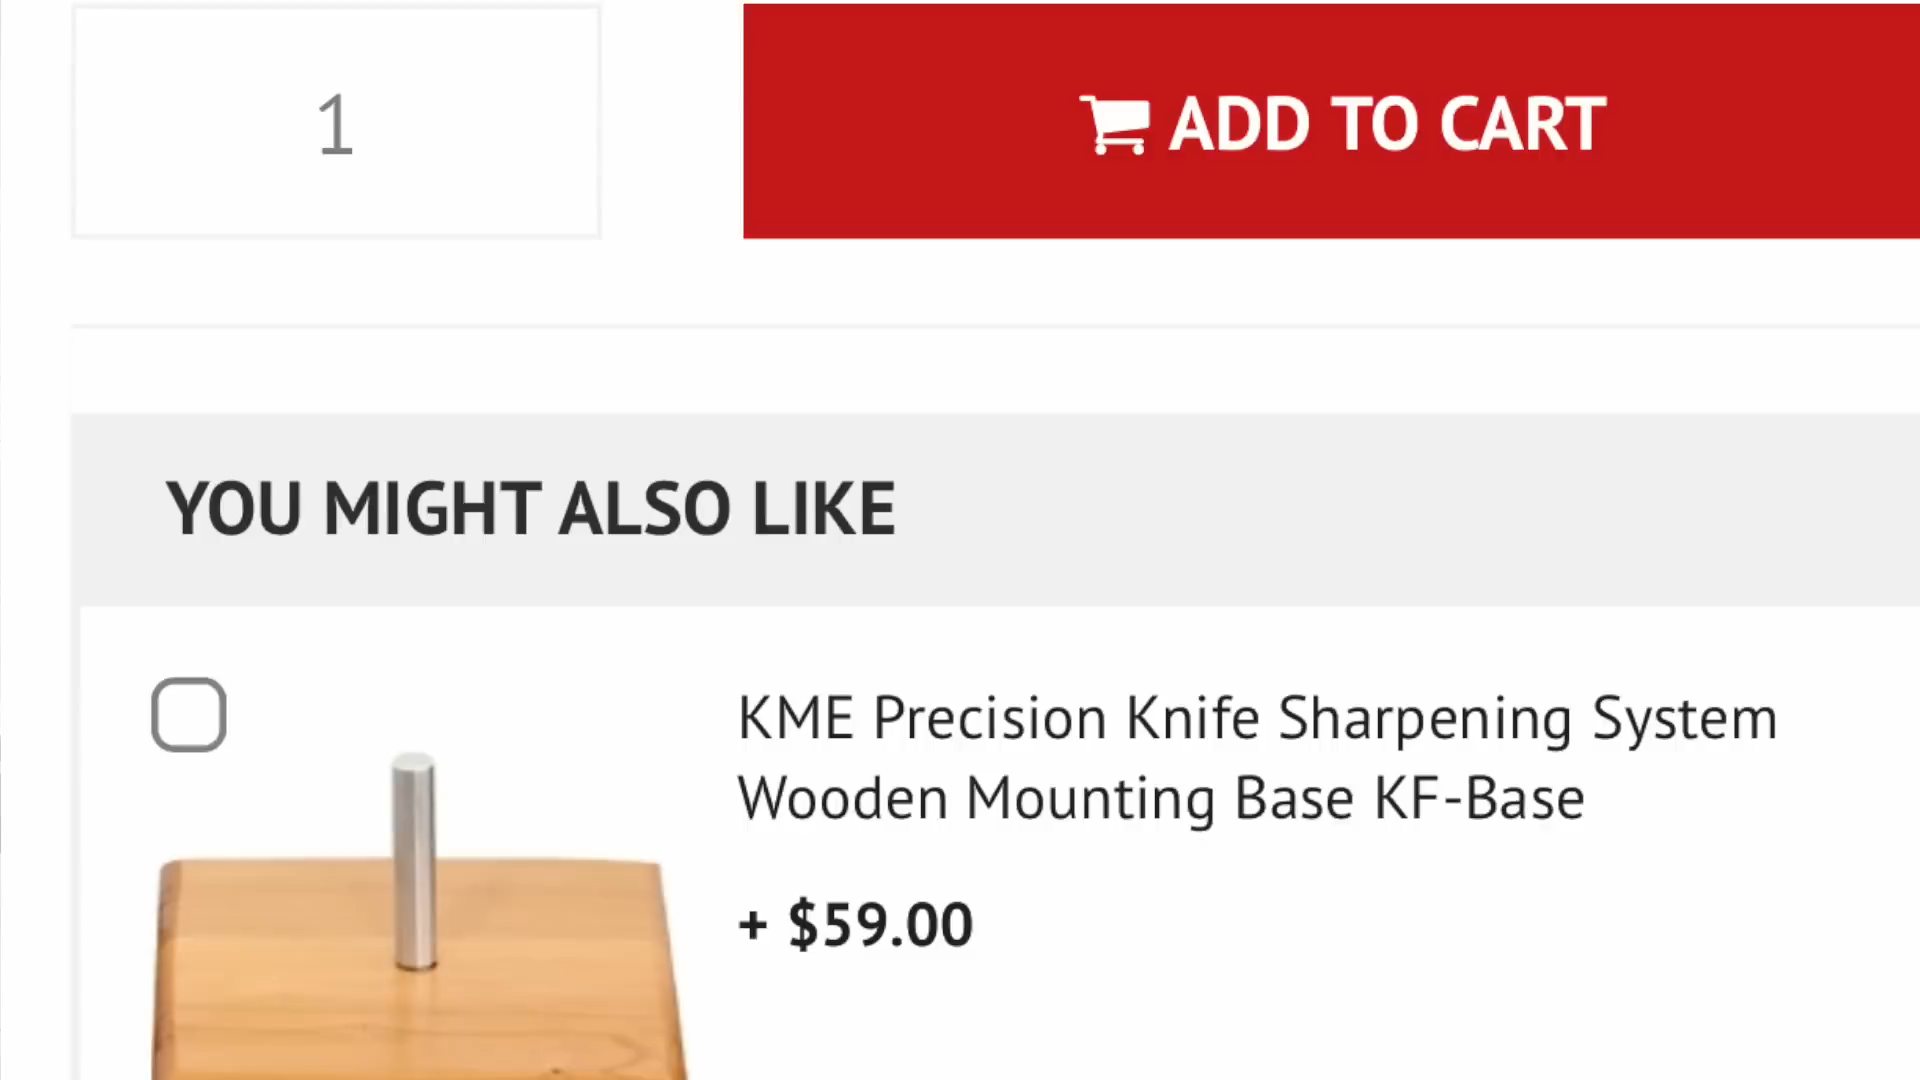 1
ADD TO CART
YOU MIGHT ALSO LIKE
KME Precision Knife Sharpening System
Wooden Mounting Base KF-Base
+ $59.00